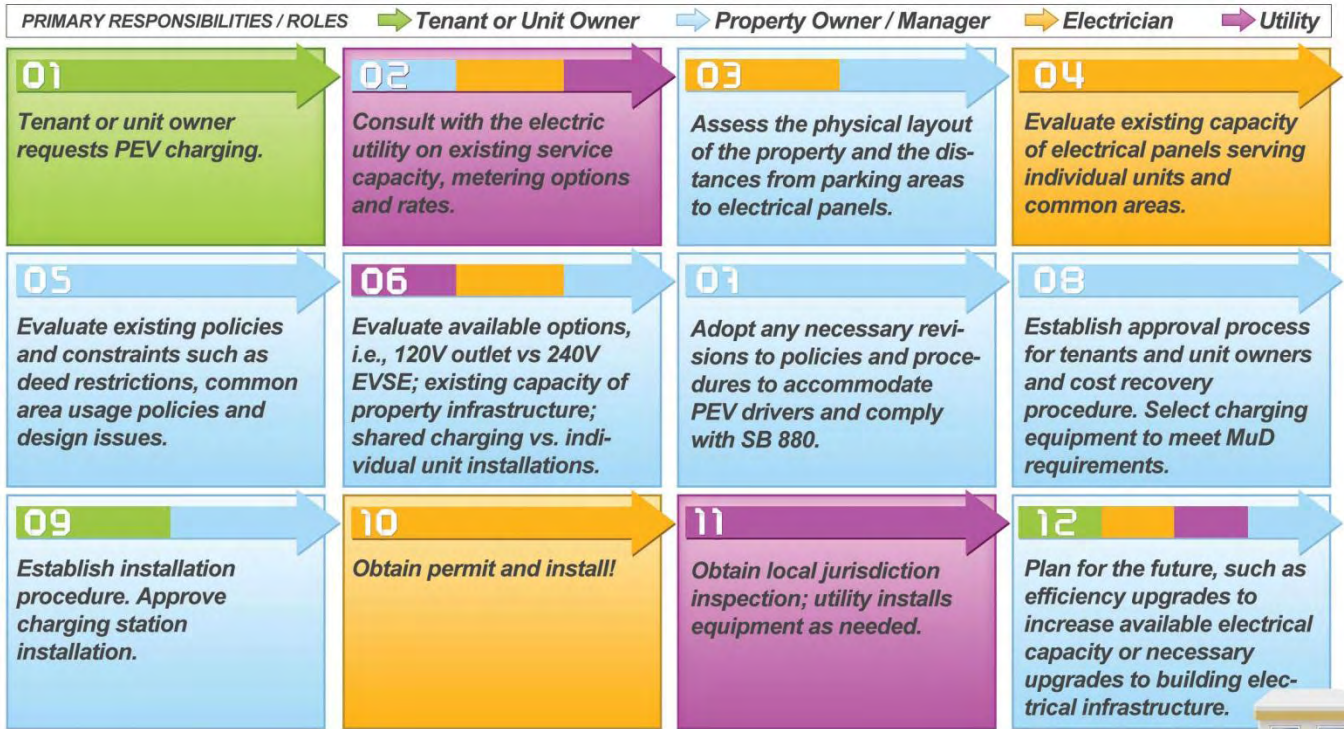 PRIMARY RESPONSIBILITIES / ROLES Tenant or Unit Owner Property Owner / Manager Electrician Utility
01
Tenant or unit owner
requests PEV charging.
02
Consult with the electric
utility on existing service
capacity, metering options
and rates.
03
Assess the physical layout
of the property and the dis-
tances from parking areas
to electrical panels.
04
Evaluate existing capacity
of electrical panels serving
individual units and
common areas.
05
Evaluate existing policies
and constraints such as
deed restrictions, common
area usage policies and
design issues.
06
Evaluate available options,
i.e., 120V outlet vs 240V
EVSE; existing capacity of
property infrastructure;
shared charging vs. indi-
vidual unit installations.
07
Adopt any necessary revi-
sions to policies and proce-
dures to accommodate
PEV drivers and comply
with SB 880.
08
Establish approval process
for tenants and unit owners
and cost recovery
procedure. Select charging
equipment to meet MuD
requirements.
09
Establish installation
procedure. Approve
charging station
installation.
10
Obtain permit and install!
11
Obtain local jurisdiction
inspection; utility installs
equipment as needed.
12
Plan for the future, such as
efficiency upgrades to
increase available electrical
capacity or necessary
upgrades to building elec-
trical infrastructure.